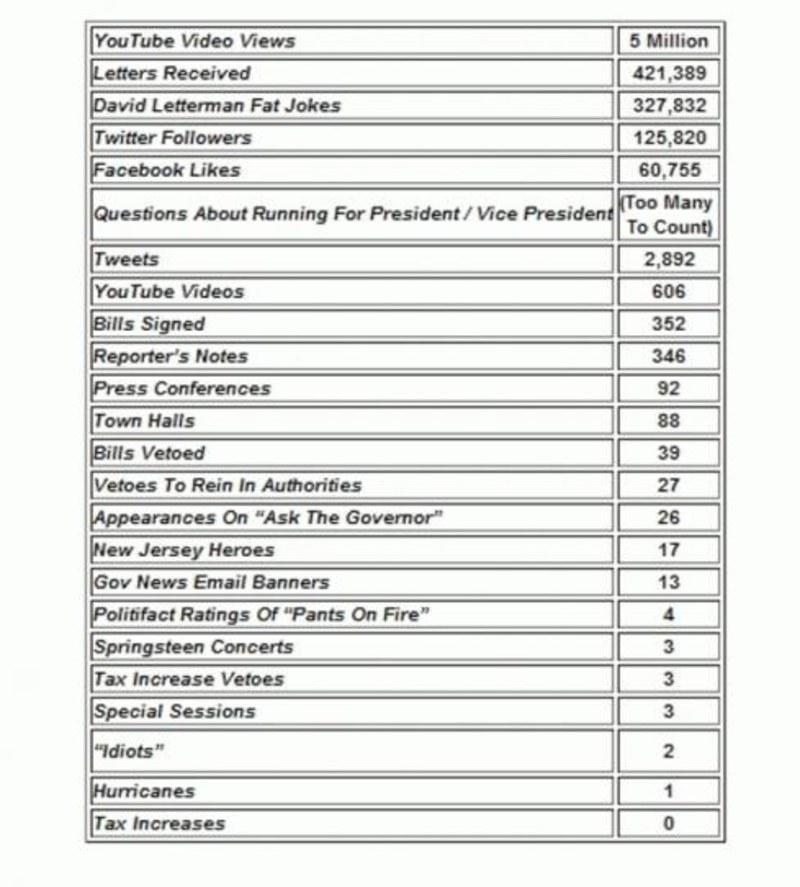 YouTube Video Views 5 Million
Letters Received 421,389
David Letterman Fat Jokes 327,832
Twitter Followers 125,820
Facebook Likes 60,755
Questions About Running For President / Vice President (Too Many
To Count)
Tweets 2,892
YouTube Videos 606
Bills Signed 352
Reporter's Notes 346
Press Conferences 92
Town Halls 88
Bills Vetoed 39
Vetoes To Rein In Authorities 27
Appearances On “Ask The Governor” 26
New Jersey Heroes 17
Gov News Email Banners 13
Politifact Ratings Of “Pants On Fire” 4
Springsteen Concerts 3
Tax Increase Vetoes 3
Special Sessions 3
“Idiots” 2
Hurricanes 1
Tax Increases 0